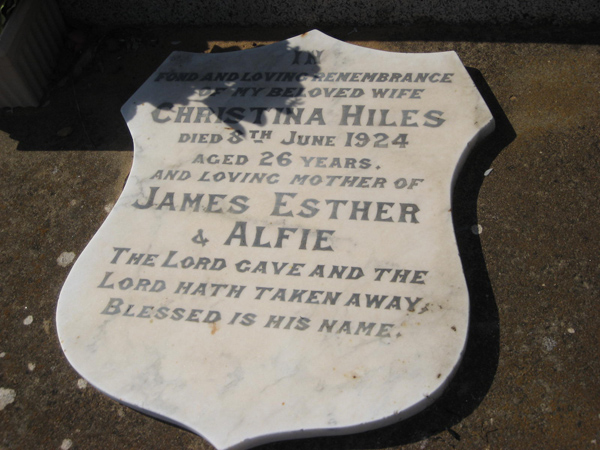 IN
FOND AND LOVING REMEMBRANCE
OF MY BELOVED WIFE
CHRISTINA HILES
DIED 8TH JUNE 1924
AGED 26 YEARS.
AND LOVING MOTHER OF
JAMES ESTHER
& ALFIE
THE LORD GAVE AND THE
LORD HATH TAKEN AWAY,
BLESSED IS HIS NAME.